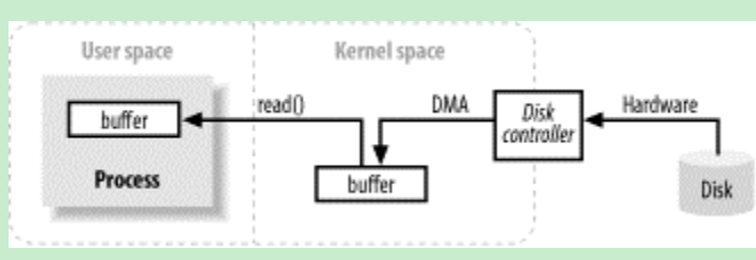 User space
Kernel space
buffer
read()
DMA
Disk
controller
Hardware
Process
buffer
Disk